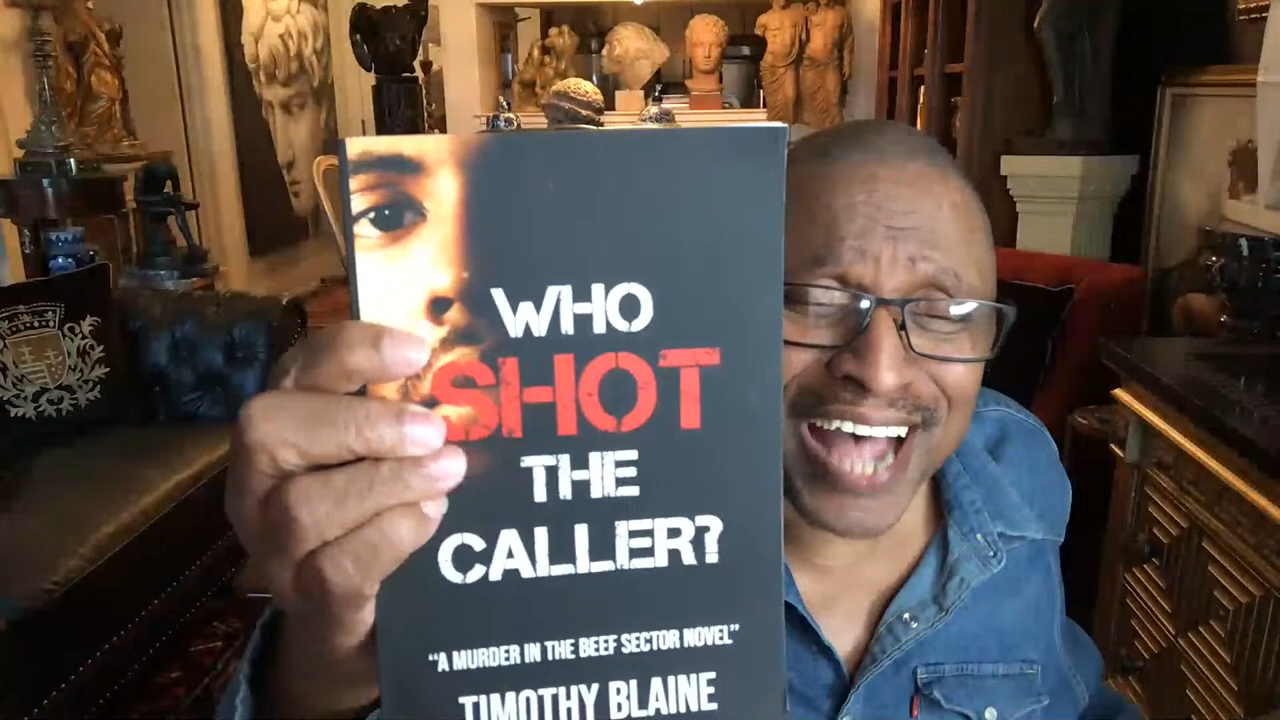 WHO
SHOT
THE
CALLER?
“A MURDER IN THE BEEF SECTOR NOVEL”
TIMOTHY BLAINE